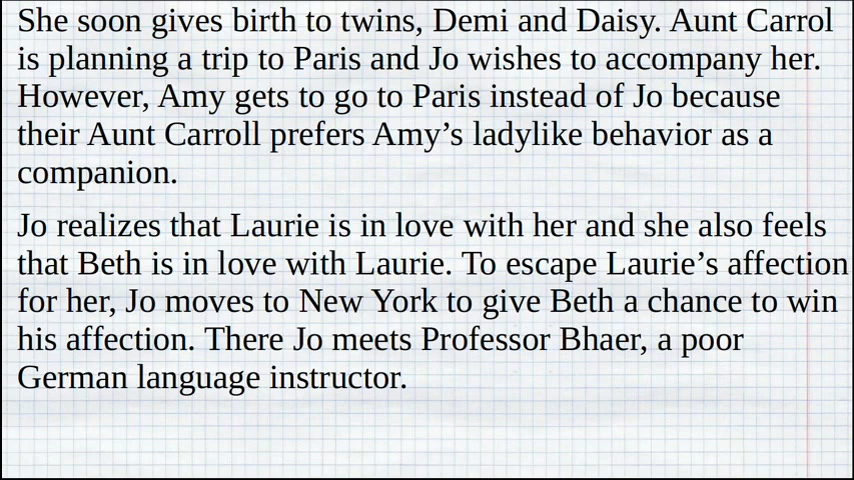 She soon gives birth to twins, Demi and Daisy. Aunt Carrol
is planning a trip to Paris and Jo wishes to accompany her.
However, Amy gets to go to Paris instead of Jo because
their Aunt Carroll prefers Amy’s ladylike behavior as a
companion.
Jo realizes that Laurie is in love with her and she also feels
that Beth is in love with Laurie. To escape Laurie’s affection
for her, Jo moves to New York to give Beth a chance to win
his affection. There Jo meets Professor Bhaer, a poor
German language instructor.